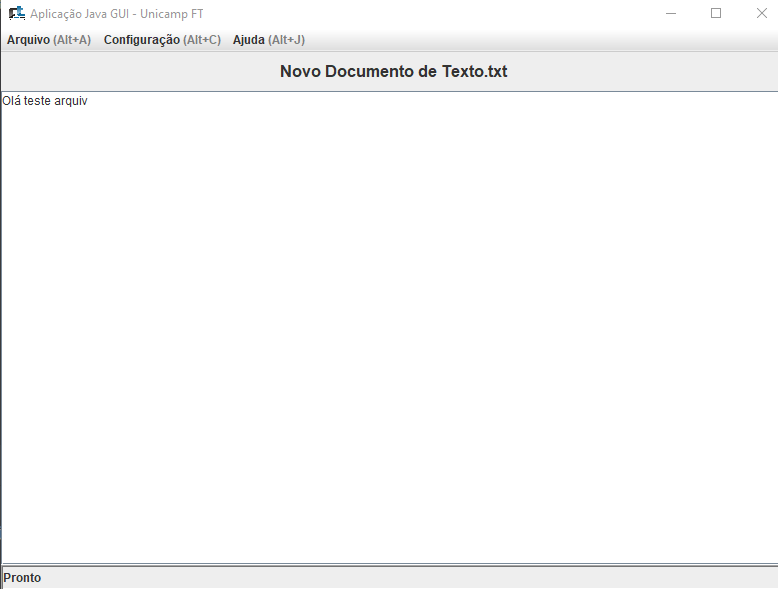 Aplicação Java GUI - Unicamp FT
Arquivo (Alt+A) Configuração (Alt+C) Ajuda (Alt+J)
Novo Documento de Texto.txt
Olá teste arquiv
Pronto